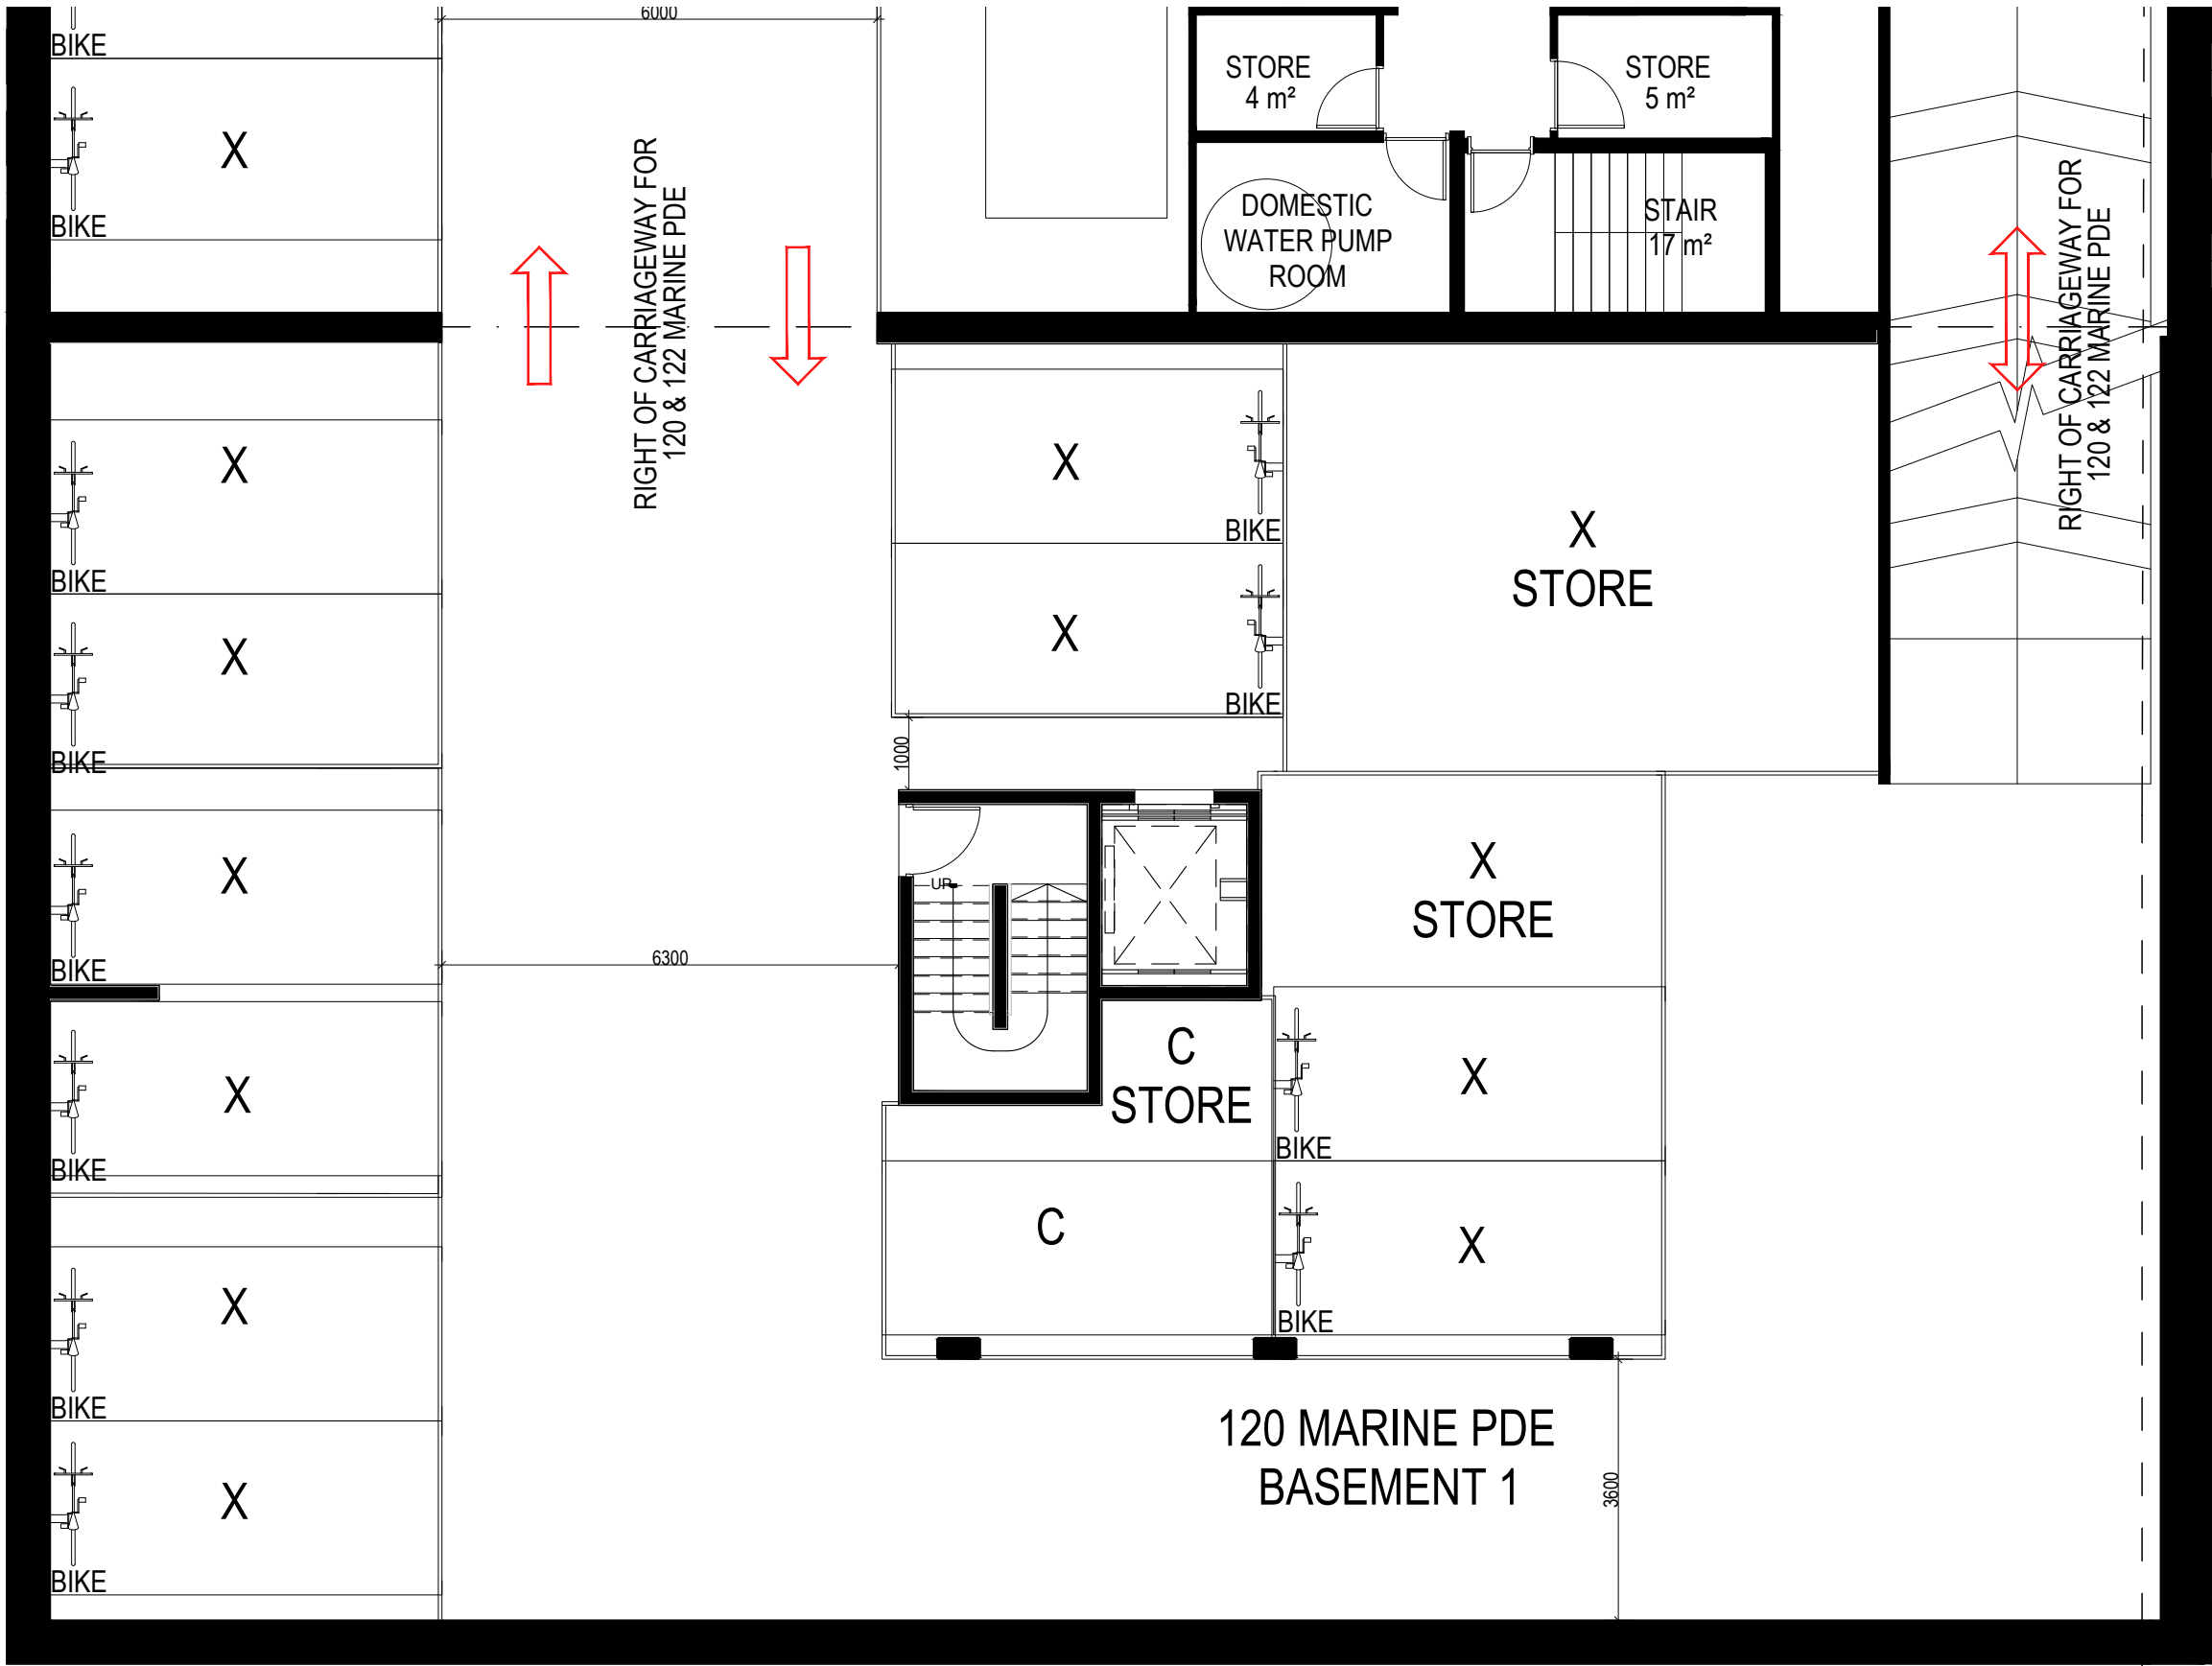 6000
BIKE
STORE
4 m²
STORE
5 m²
X
BIKE
RIGHT OF CARRIAGEWAY FOR
120 & 122 MARINE PDE
DOMESTIC
WATER PUMP
ROOM
STAIR
17 m²
RIGHT OF CARRIAGEWAY FOR
120 & 122 MARINE PDE
X
BIKE
X
BIKE
X
STORE
X
BIKE
X
BIKE
1000
X
BIKE
UP
X
STORE
6300
C
STORE
X
BIKE
X
BIKE
C
X
BIKE
X
BIKE
120 MARINE PDE
BASEMENT 1
3600
X
BIKE